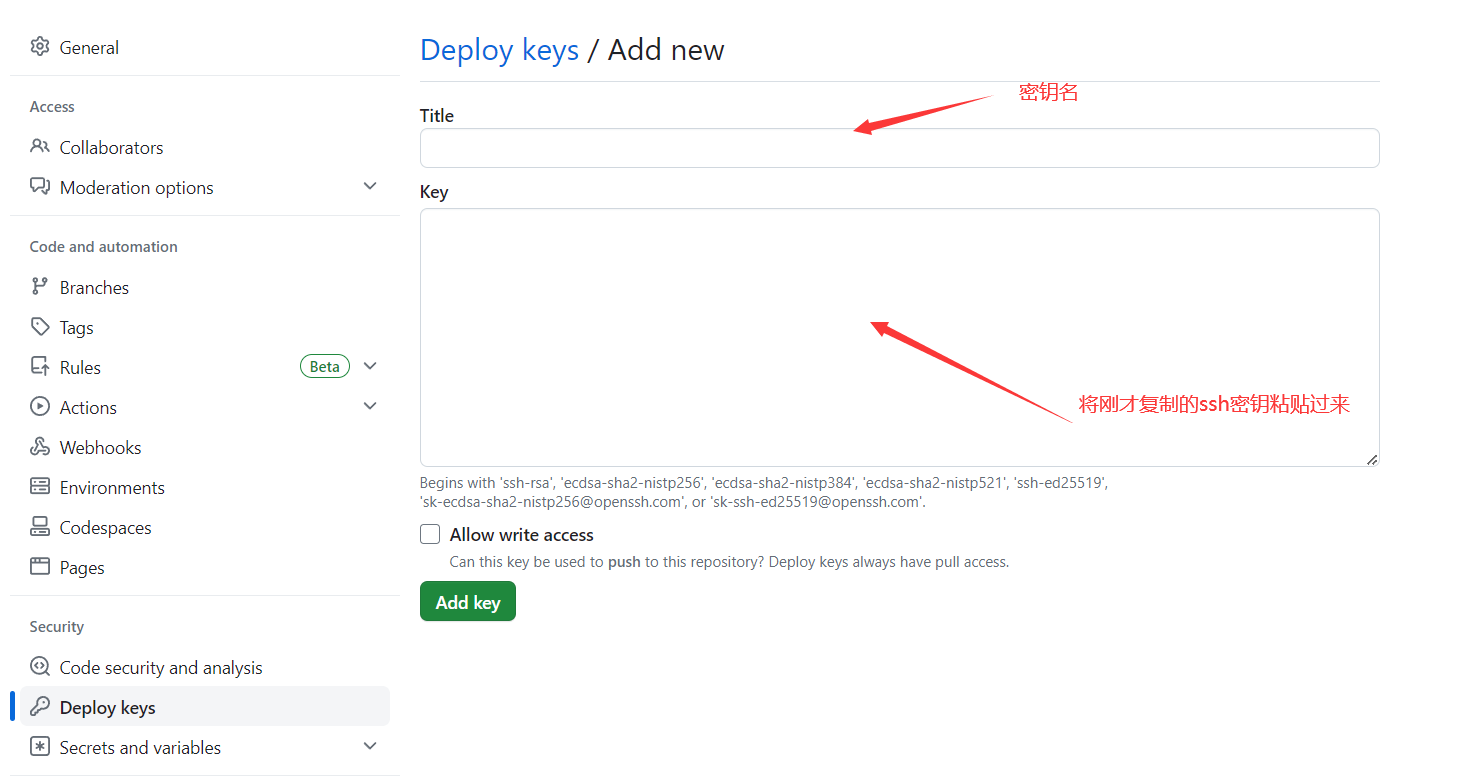 General
Access
Collaborators
Moderation options
Code and automation
Branches
Tags
Rules
Beta
Actions
Webhooks
Environments
Codespaces
Pages
Security
Code security and analysis
Deploy keys
Secrets and variables
Deploy keys / Add new
密钥名
Title
Key
将刚才复制的ssh密钥粘贴过来
Begins with 'ssh-rsa', 'ecdsa-sha2-nistp256', 'ecdsa-sha2-nistp384', 'ecdsa-sha2-nistp521', 'ssh-ed25519',
'sk-ecdsa-sha2-nistp256@openssh.com', or 'sk-ssh-ed25519@openssh.com'.
Allow write access
Can this key be used to push to this repository? Deploy keys always have pull access.
Add key